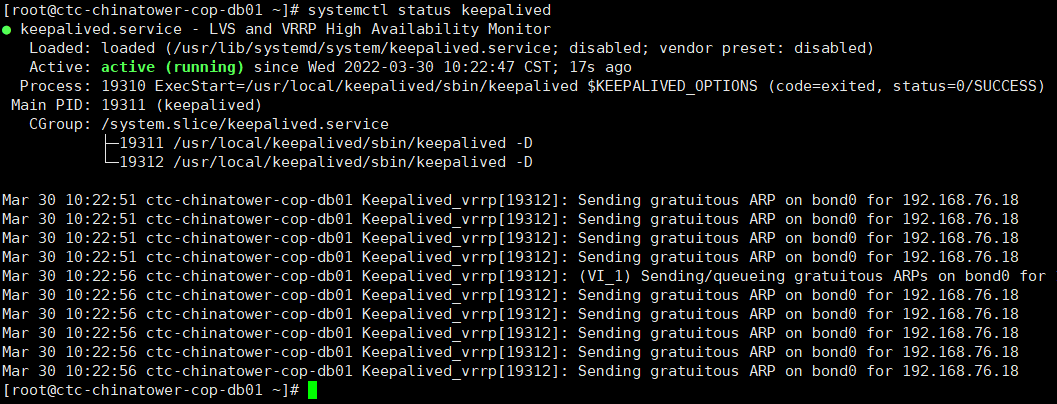 [root@ctc-chinatower-cop-db01 ~]# systemctl status keepalived
● keepalived.service - LVS and VRRP High Availability Monitor
   Loaded: loaded (/usr/lib/systemd/system/keepalived.service; disabled; vendor preset: disabled)
   Active: active (running) since Wed 2022-03-30 10:22:47 CST; 17s ago
  Process: 19310 ExecStart=/usr/local/keepalived/sbin/keepalived $KEEPALIVED_OPTIONS (code=exited, status=0/SUCCESS)
 Main PID: 19311 (keepalived)
   CGroup: /system.slice/keepalived.service
           ├─19311 /usr/local/keepalived/sbin/keepalived -D
           └─19312 /usr/local/keepalived/sbin/keepalived -D

Mar 30 10:22:51 ctc-chinatower-cop-db01 Keepalived_vrrp[19312]: Sending gratuitous ARP on bond0 for 192.168.76.18
Mar 30 10:22:51 ctc-chinatower-cop-db01 Keepalived_vrrp[19312]: Sending gratuitous ARP on bond0 for 192.168.76.18
Mar 30 10:22:51 ctc-chinatower-cop-db01 Keepalived_vrrp[19312]: Sending gratuitous ARP on bond0 for 192.168.76.18
Mar 30 10:22:51 ctc-chinatower-cop-db01 Keepalived_vrrp[19312]: Sending gratuitous ARP on bond0 for 192.168.76.18
Mar 30 10:22:56 ctc-chinatower-cop-db01 Keepalived_vrrp[19312]: (VI_1) Sending/queueing gratuitous ARPs on bond0 for
Mar 30 10:22:56 ctc-chinatower-cop-db01 Keepalived_vrrp[19312]: Sending gratuitous ARP on bond0 for 192.168.76.18
Mar 30 10:22:56 ctc-chinatower-cop-db01 Keepalived_vrrp[19312]: Sending gratuitous ARP on bond0 for 192.168.76.18
Mar 30 10:22:56 ctc-chinatower-cop-db01 Keepalived_vrrp[19312]: Sending gratuitous ARP on bond0 for 192.168.76.18
Mar 30 10:22:56 ctc-chinatower-cop-db01 Keepalived_vrrp[19312]: Sending gratuitous ARP on bond0 for 192.168.76.18
Mar 30 10:22:56 ctc-chinatower-cop-db01 Keepalived_vrrp[19312]: Sending gratuitous ARP on bond0 for 192.168.76.18
[root@ctc-chinatower-cop-db01 ~]#